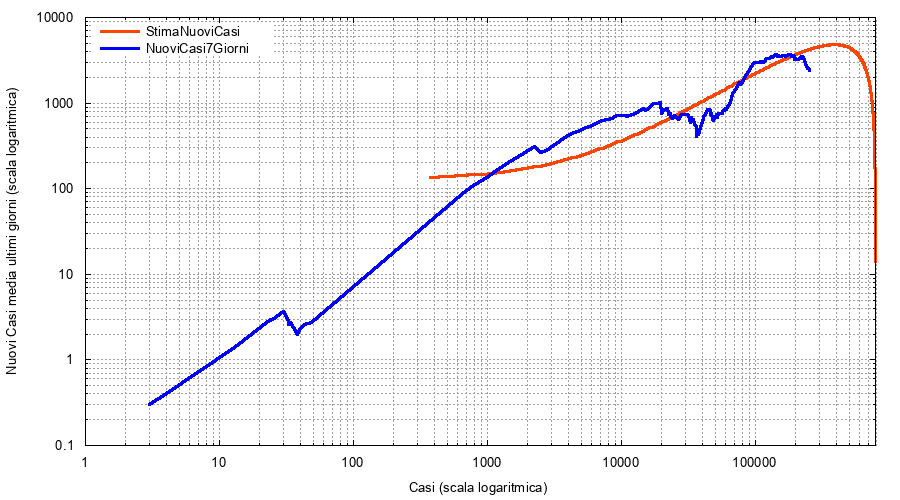 10000
1000
100
10
1
0.1
StimaNuoviCasi
NuoviCasi7Giorni
Nuovi Casi media ultimi giorni (scala logaritmica)
1 10 100 1000 10000 100000
Casi (scala logaritmica)